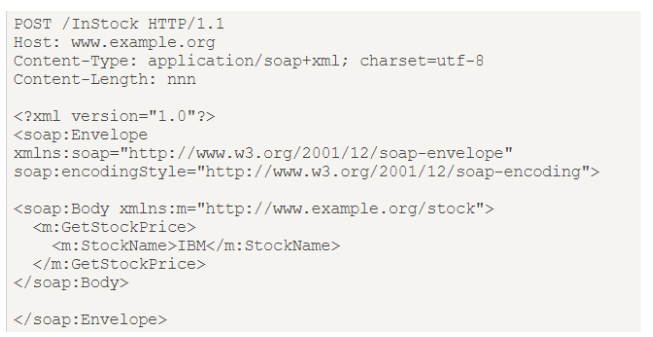 POST /InStock HTTP/1.1
Host: www.example.org
Content-Type: application/soap+xml; charset=utf-8
Content-Length: nnn

<?xml version="1.0"?>
<soap:Envelope
xmlns:soap="http://www.w3.org/2001/12/soap-envelope"
soap:encodingStyle="http://www.w3.org/2001/12/soap-encoding">

<soap:Body xmlns:m="http://www.example.org/stock">
  <m:GetStockPrice>
    <m:StockName>IBM</m:StockName>
  </m:GetStockPrice>
</soap:Body>

</soap:Envelope>